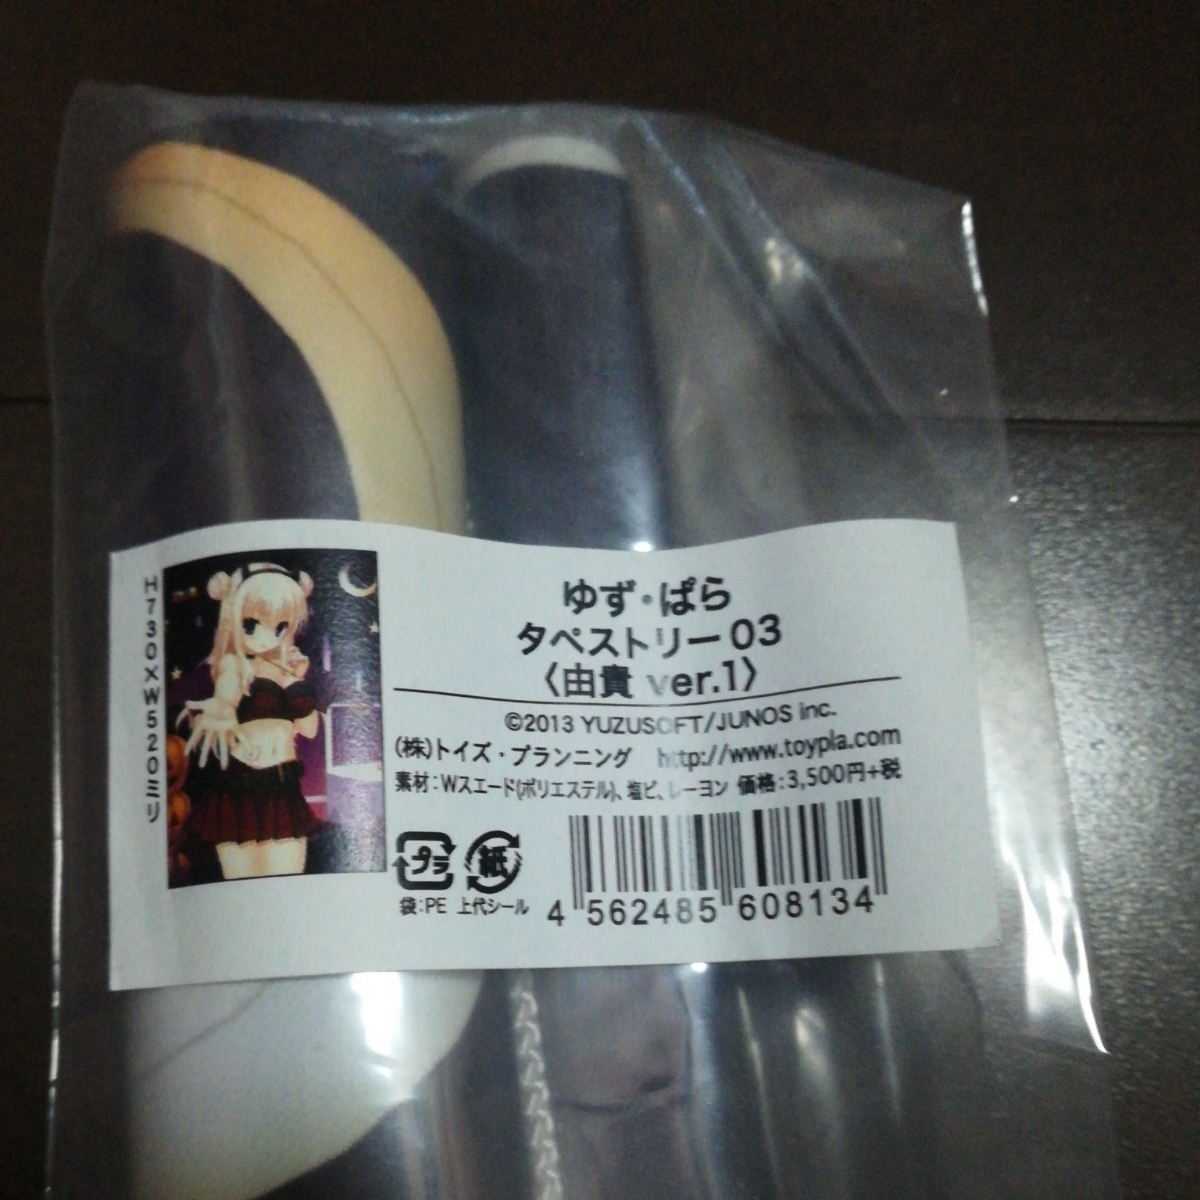 H730×W520ミリ
ゆず・ぱら
タペストリー03
〈由貴 ver.1〉
©2013 YUZUSOFT/JUNOS inc.
(株)トイズ・プランニング http://www.toypla.com
素材:Wスエード(ポリエステル)、塩ビ、レーヨン 価格:3,500円+税
プラ 紙
袋:PE 上代シール
4 562485 608134